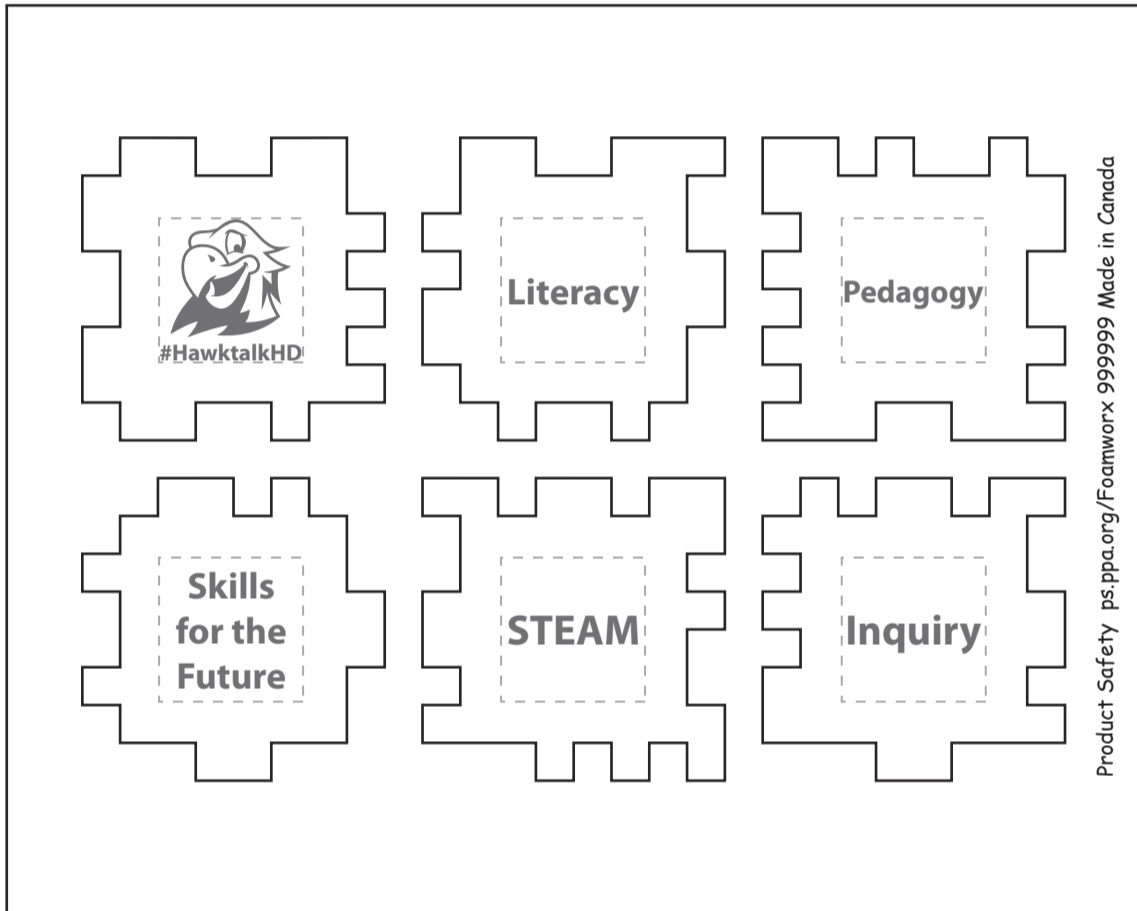 #HawktalkHD
Literacy
Pedagogy
Skills
for the
Future
STEAM
Inquiry
Product Safety ps.ppa.org/Foamworx 999999 Made in Canada